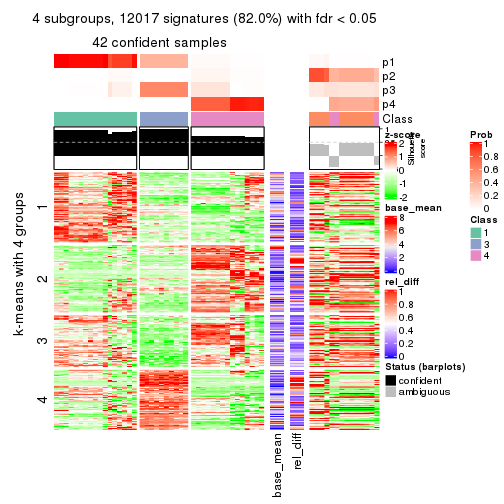 4 subgroups, 12017 signatures (82.0%) with fdr < 0.05
42 confident samples
p1
p2
p3
p4
Class
1
Silhouette
score
z-score
2
1
0
-1
-2
base_mean
8
6
4
2
0
rel_diff
1
0.8
0.6
0.4
0.2
0
Status (barplots)
confident
ambiguous
Prob
1
0.8
0.6
0.4
0.2
0
Class
1
3
4
k-means with 4 groups
1
2
3
4
base_mean
rel_diff